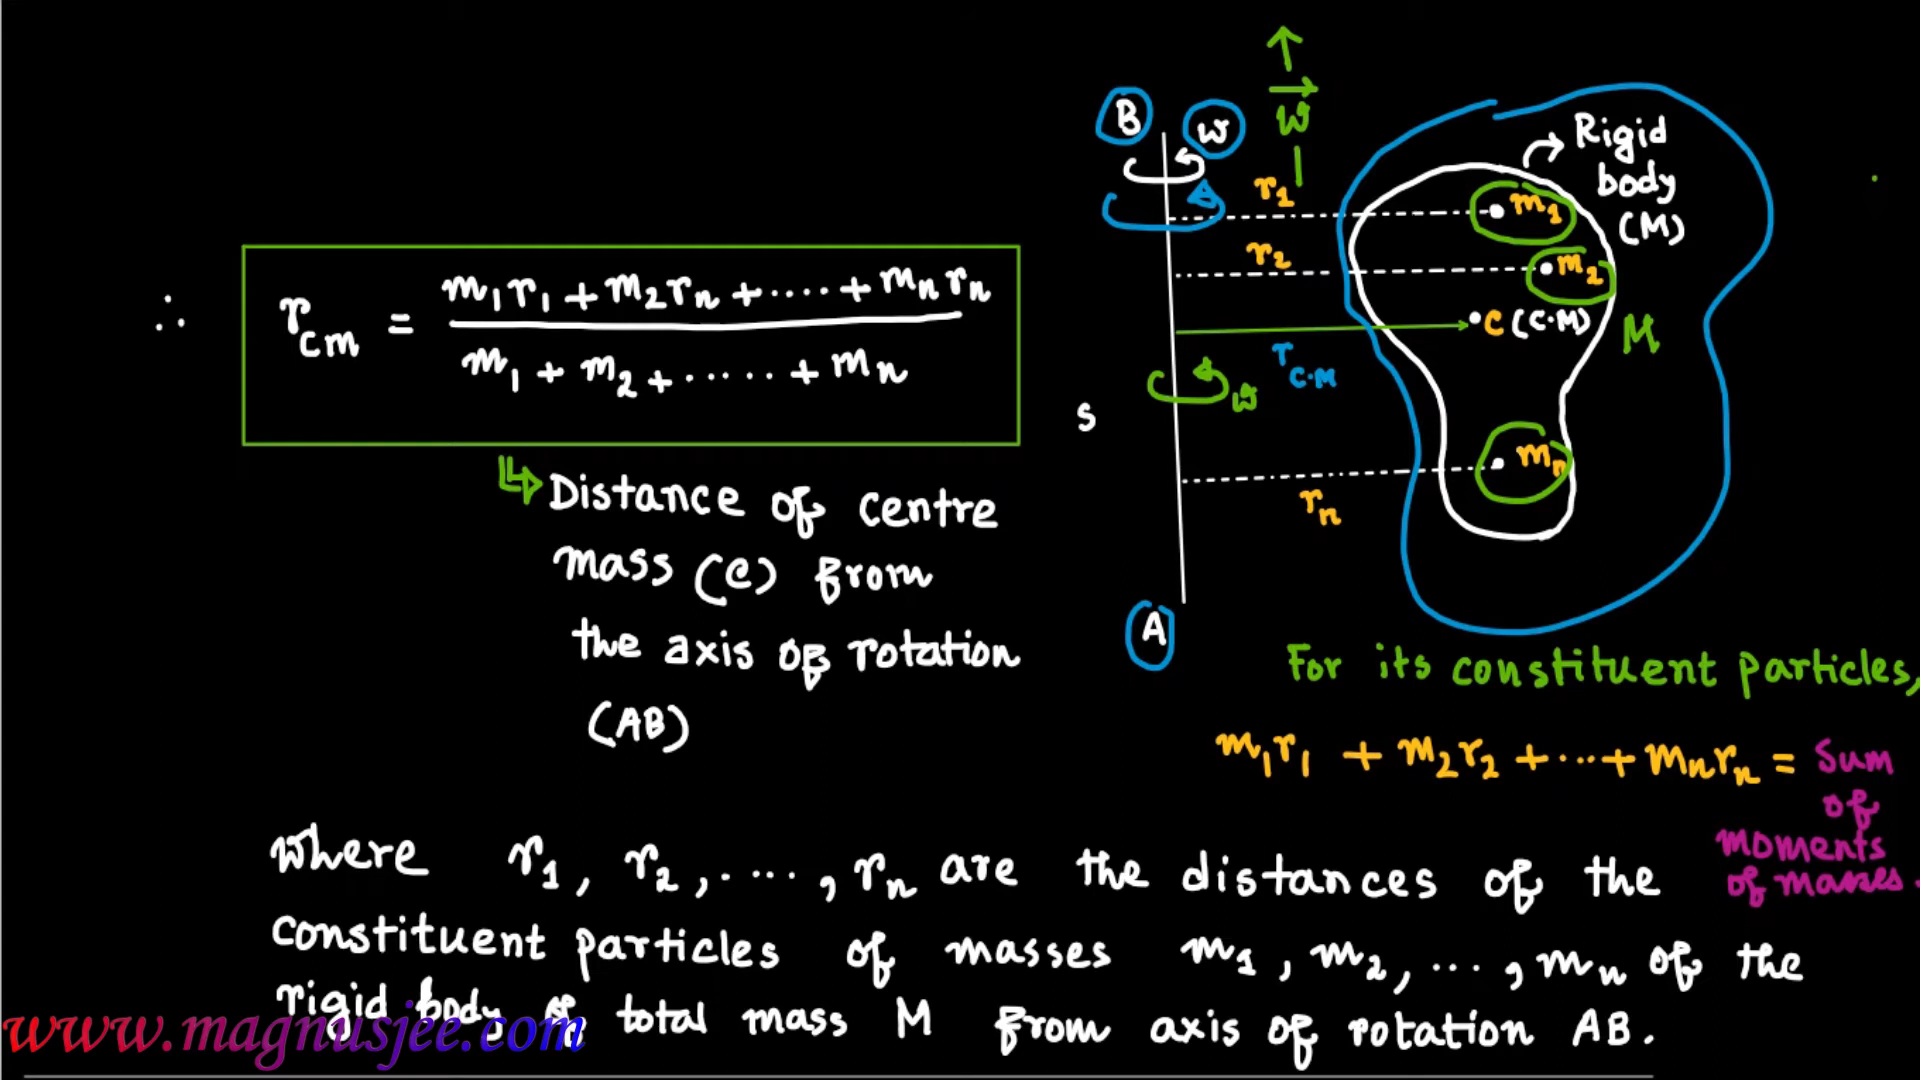 B
ω
ω
r1
Rigid
body
(M)
m1
r2
m2
∴ r_cm = (m1r1 + m2rn + .... + mnrn) / (m1 + m2 + ..... + mn)
C (C.M)
M
r_C.M
ω
S
mn
rn
Distance of centre
mass (C) from
the axis of rotation
(AB)
A
For its constituent particles,
m1r1 + m2r2 + ... + mnrn = Sum
of
moments
of masses.
where r1, r2, ...., rn are the distances of the
constituent particles of masses m1, m2, ..., mn of the
rigid body of total mass M from axis of rotation AB.
www.magnusjee.com